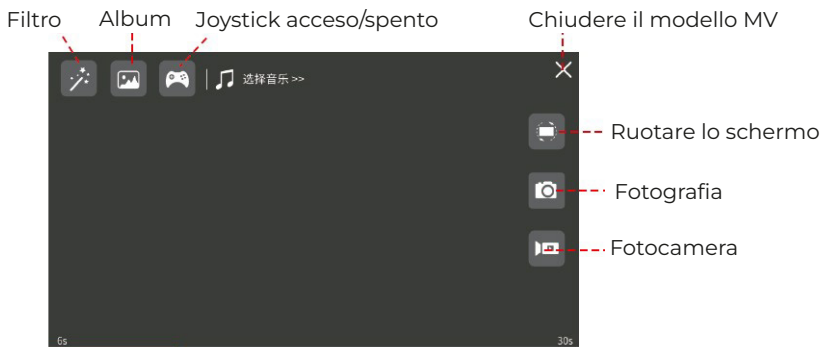 Filtro Album Joystick acceso/spento Chiudere il modello MV
选择音乐 >>
Ruotare lo schermo
Fotografia
Fotocamera
6s 30s